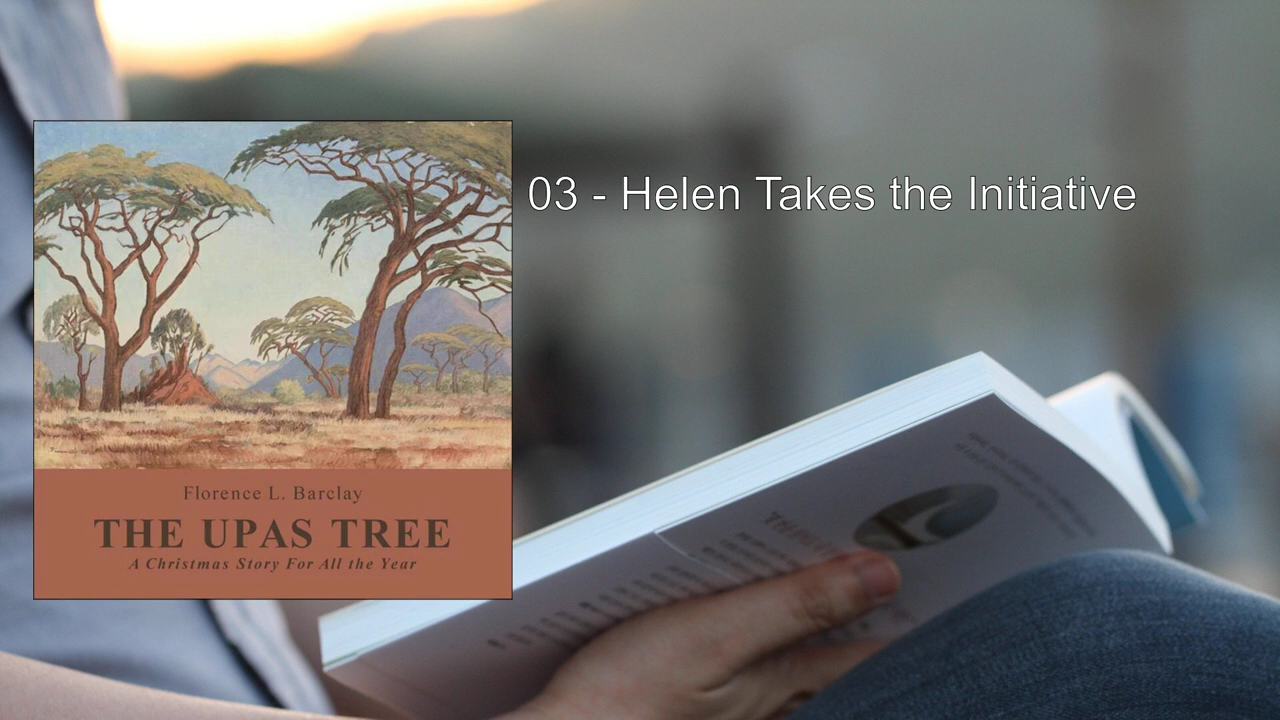 03 - Helen Takes the Initiative
Florence L. Barclay
THE UPAS TREE
A Christmas Story For All the Year